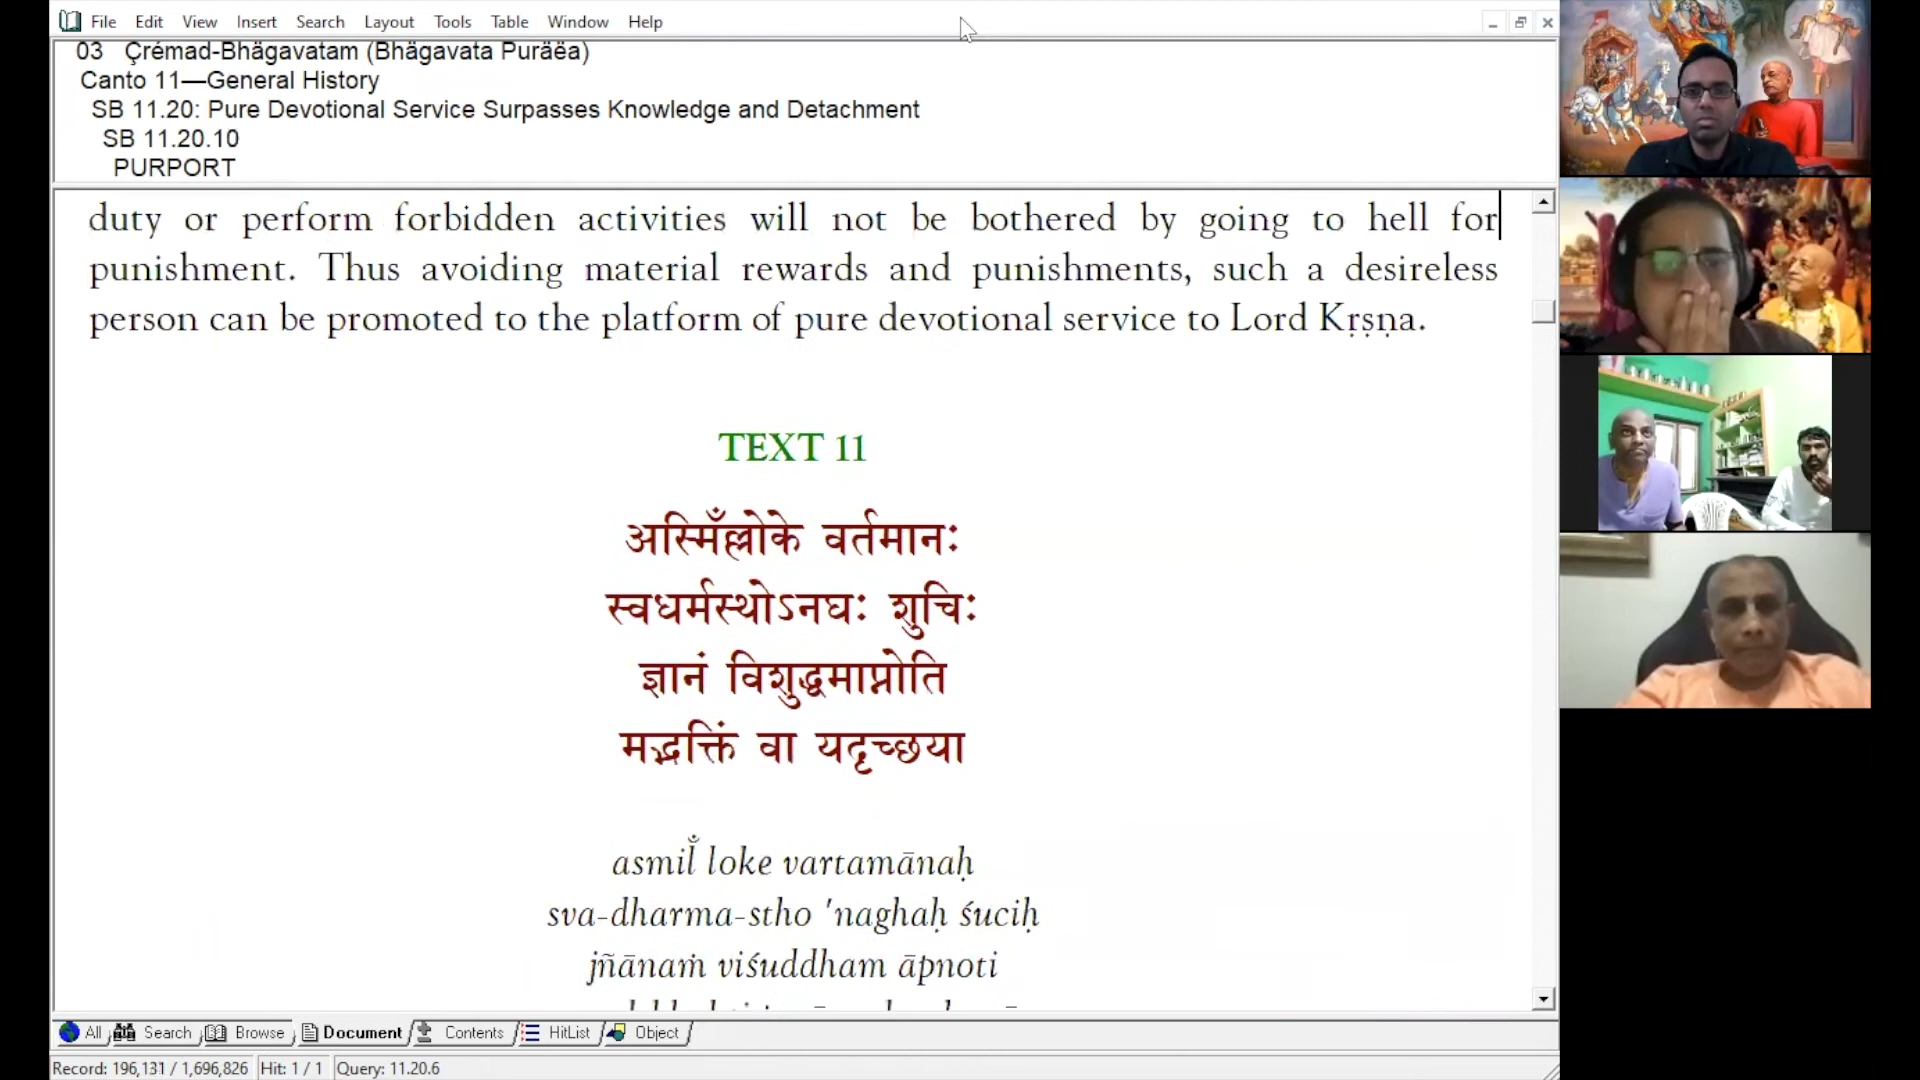 File Edit View Insert Search Layout Tools Table Window Help
03 Çrémad-Bhägavatam (Bhägavata Puräëa)
Canto 11—General History
SB 11.20: Pure Devotional Service Surpasses Knowledge and Detachment
SB 11.20.10
PURPORT
duty or perform forbidden activities will not be bothered by going to hell for
punishment. Thus avoiding material rewards and punishments, such a desireless
person can be promoted to the platform of pure devotional service to Lord Kṛṣṇa.
TEXT 11
अस्मिँल्लोके वर्तमानः
स्वधर्मस्थोऽनघः शुचिः
ज्ञानं विशुद्धमाप्नोति
मद्भक्तिं वा यदृच्छया
asmil̐ loke vartamānaḥ
sva-dharma-stho 'naghaḥ śuciḥ
jñānaṁ viśuddham āpnoti
All Search Browse Document Contents HitList Object
Record: 196,131 / 1,696,826 Hit: 1 / 1 Query: 11.20.6